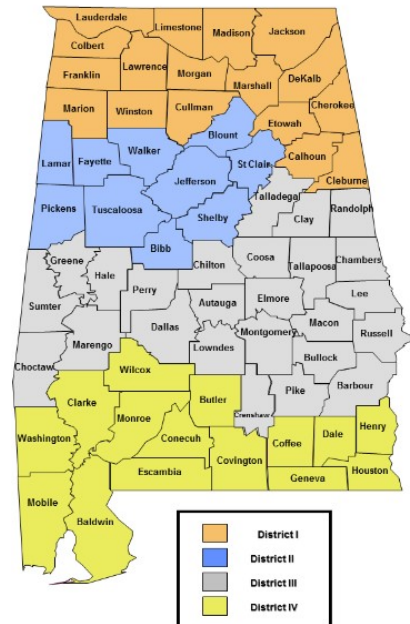 Lauderdale
Limestone
Madison
Jackson
Colbert
Lawrence
Franklin
Morgan
Marshall
DeKalb
Cherokee
Marion
Winston
Cullman
Etowah
Blount
Calhoun
Cleburne
Lamar
Fayette
Walker
St Clair
Jefferson
Talladegal
Randolph
Pickens
Tuscaloosa
Shelby
Clay
Bibb
Greene
Hale
Chilton
Coosa
Tallapoosa
Chambers
Perry
Sumter
Autauga
Elmore
Lee
Macon
Dallas
Montgomery
Russell
Marengo
Lowndes
Bullock
Choctaw
Wilcox
Pike
Barbour
Clarke
Butler
Crenshaw
Monroe
Henry
Washington
Conecuh
Coffee
Dale
Covington
Escambia
Geneva
Houston
Mobile
Baldwin
District I
District II
District III
District IV